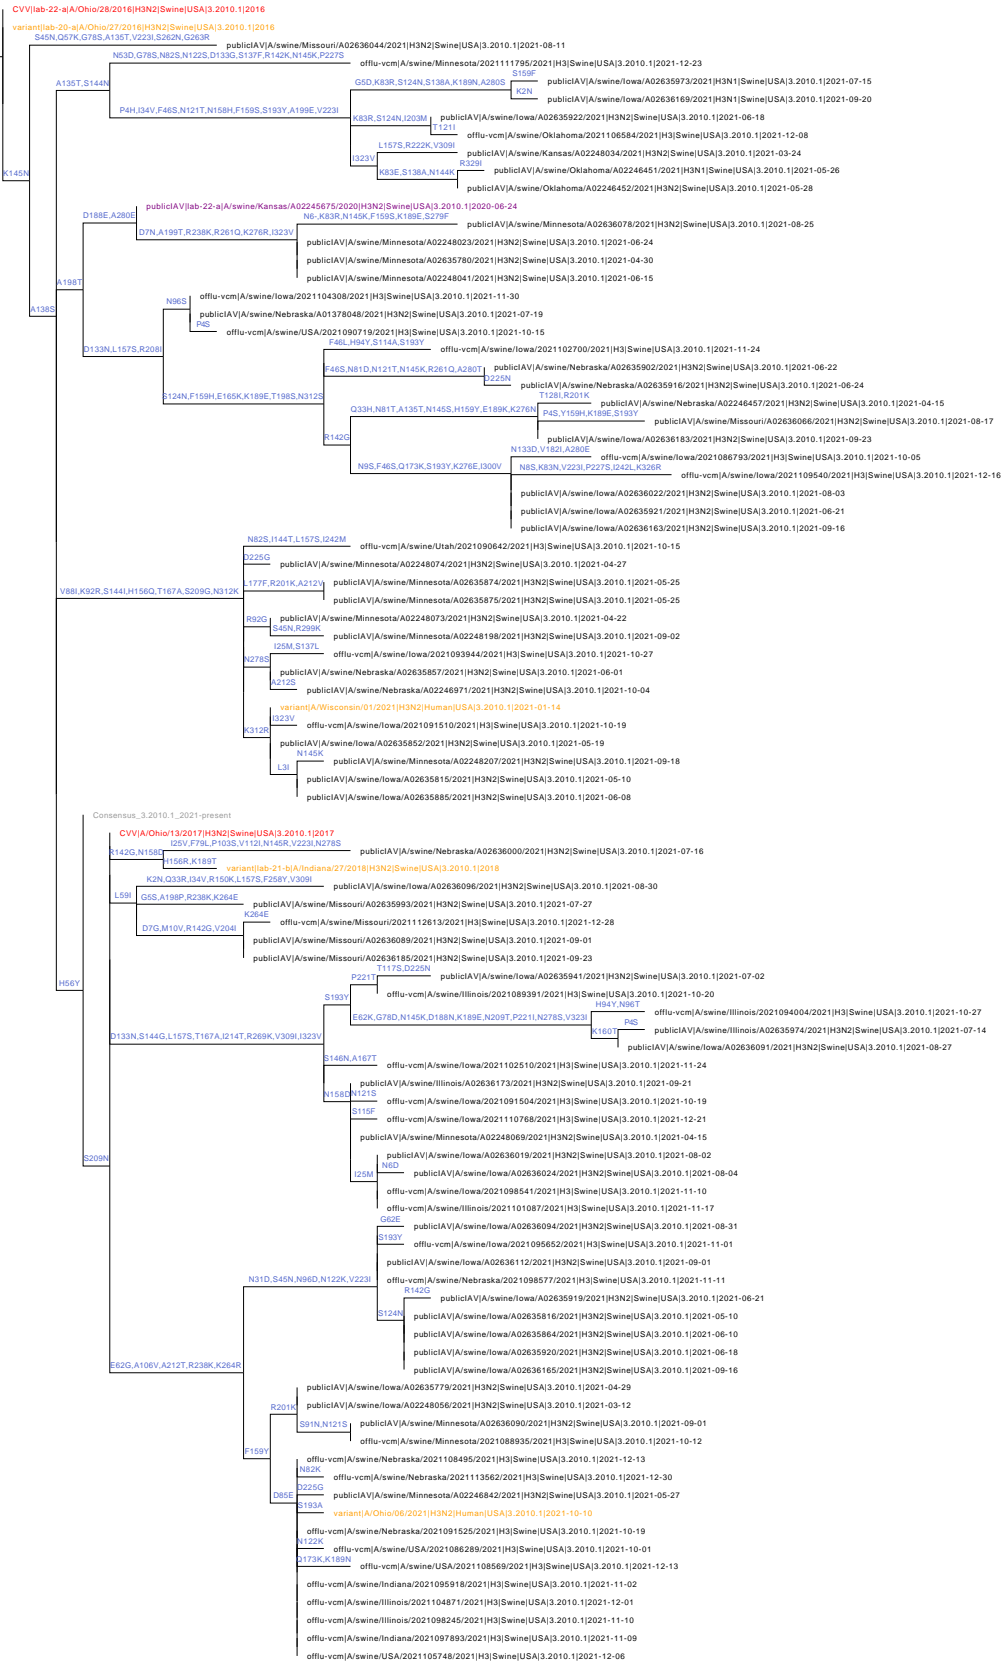 CVV|lab-22-a|A/Ohio/28/2016|H3N2|Swine|USA|3.2010.1|2016
variant|lab-20-a|A/Ohio/27/2016|H3N2|Swine|USA|3.2010.1|2016
S45N,Q57K,G78S,A135T,V223I,S262N,G263R
publicIAV|A/swine/Missouri/A02636044/2021|H3N2|Swine|USA|3.2010.1|2021-08-11
N53D,G78S,N82S,N122S,D133G,S137F,R142K,N145K,P227S
offlu-vcm|A/swine/Minnesota/2021111795/2021|H3|Swine|USA|3.2010.1|2021-12-23
S159F
A135T,S144N
G5D,K83R,S124N,S138A,K189N,A280S
publicIAV|A/swine/Iowa/A02635973/2021|H3N1|Swine|USA|3.2010.1|2021-07-15
K2N
publicIAV|A/swine/Iowa/A02636169/2021|H3N1|Swine|USA|3.2010.1|2021-09-20
P4H,I34V,F46S,N121T,N158H,F159S,S193Y,A199E,V223I
K83R,S124N,I203M
publicIAV|A/swine/Iowa/A02635922/2021|H3N2|Swine|USA|3.2010.1|2021-06-18
T121I
offlu-vcm|A/swine/Oklahoma/2021106584/2021|H3|Swine|USA|3.2010.1|2021-12-08
L157S,R222K,V309I
publicIAV|A/swine/Kansas/A02248034/2021|H3N2|Swine|USA|3.2010.1|2021-03-24
I323V
R329I
K83E,S138A,N144K
publicIAV|A/swine/Oklahoma/A02246451/2021|H3N1|Swine|USA|3.2010.1|2021-05-26
K145N
publicIAV|A/swine/Oklahoma/A02246452/2021|H3N2|Swine|USA|3.2010.1|2021-05-28
publicIAV|lab-22-a|A/swine/Kansas/A02245675/2020|H3N2|Swine|USA|3.2010.1|2020-06-24
D188E,A280E
N6-,K83R,N145K,F159S,K189E,S279F
publicIAV|A/swine/Minnesota/A02636078/2021|H3N2|Swine|USA|3.2010.1|2021-08-25
D7N,A199T,R238K,R261Q,K276R,I323V
publicIAV|A/swine/Minnesota/A02248023/2021|H3N2|Swine|USA|3.2010.1|2021-06-24
publicIAV|A/swine/Minnesota/A02635780/2021|H3N2|Swine|USA|3.2010.1|2021-04-30
publicIAV|A/swine/Minnesota/A02248041/2021|H3N2|Swine|USA|3.2010.1|2021-06-15
A198T
offlu-vcm|A/swine/Iowa/2021104308/2021|H3|Swine|USA|3.2010.1|2021-11-30
N96S
A138S
publicIAV|A/swine/Nebraska/A01378048/2021|H3N2|Swine|USA|3.2010.1|2021-07-19
P4S
offlu-vcm|A/swine/USA/2021090719/2021|H3|Swine|USA|3.2010.1|2021-10-15
D133N,L157S,R208I
F46L,H94Y,S114A,S193Y
offlu-vcm|A/swine/Iowa/2021102700/2021|H3|Swine|USA|3.2010.1|2021-11-24
F46S,N81D,N121T,N145K,R261Q,A280T
publicIAV|A/swine/Nebraska/A02635902/2021|H3N2|Swine|USA|3.2010.1|2021-06-22
D225N
publicIAV|A/swine/Nebraska/A02635916/2021|H3N2|Swine|USA|3.2010.1|2021-06-24
S124N,F159H,E165K,K189E,T198S,N312S
T128I,R201K
publicIAV|A/swine/Nebraska/A02246457/2021|H3N2|Swine|USA|3.2010.1|2021-04-15
Q33H,N81T,A135T,N145S,H159Y,E189K,K276N
P4S,Y159H,K189E,S193Y
publicIAV|A/swine/Missouri/A02636066/2021|H3N2|Swine|USA|3.2010.1|2021-08-17
R142G
publicIAV|A/swine/Iowa/A02636183/2021|H3N2|Swine|USA|3.2010.1|2021-09-23
N133D,V182I,A280E
offlu-vcm|A/swine/Iowa/2021086793/2021|H3|Swine|USA|3.2010.1|2021-10-05
N9S,F46S,Q173K,S193Y,K276E,I300V
N8S,K83N,V223I,P227S,I242L,K326R
offlu-vcm|A/swine/Iowa/2021109540/2021|H3|Swine|USA|3.2010.1|2021-12-16
publicIAV|A/swine/Iowa/A02636022/2021|H3N2|Swine|USA|3.2010.1|2021-08-03
publicIAV|A/swine/Iowa/A02635921/2021|H3N2|Swine|USA|3.2010.1|2021-06-21
publicIAV|A/swine/Iowa/A02636163/2021|H3N2|Swine|USA|3.2010.1|2021-09-16
N82S,I144T,L157S,I242M
offlu-vcm|A/swine/Utah/2021090642/2021|H3|Swine|USA|3.2010.1|2021-10-15
D225G
publicIAV|A/swine/Minnesota/A02248074/2021|H3N2|Swine|USA|3.2010.1|2021-04-27
V88I,K92R,S144I,H156Q,T167A,S209G,N312K
L177F,R201K,A212V
publicIAV|A/swine/Minnesota/A02635874/2021|H3N2|Swine|USA|3.2010.1|2021-05-25
publicIAV|A/swine/Minnesota/A02635875/2021|H3N2|Swine|USA|3.2010.1|2021-05-25
R92G
publicIAV|A/swine/Minnesota/A02248073/2021|H3N2|Swine|USA|3.2010.1|2021-04-22
S45N,R299K
publicIAV|A/swine/Minnesota/A02248198/2021|H3N2|Swine|USA|3.2010.1|2021-09-02
I25M,S137L
offlu-vcm|A/swine/Iowa/2021093944/2021|H3|Swine|USA|3.2010.1|2021-10-27
N278S
publicIAV|A/swine/Nebraska/A02635857/2021|H3N2|Swine|USA|3.2010.1|2021-06-01
A212S
publicIAV|A/swine/Nebraska/A02246971/2021|H3N2|Swine|USA|3.2010.1|2021-10-04
variant|A/Wisconsin/01/2021|H3N2|Human|USA|3.2010.1|2021-01-14
I323V
offlu-vcm|A/swine/Iowa/2021091510/2021|H3|Swine|USA|3.2010.1|2021-10-19
K312R
publicIAV|A/swine/Iowa/A02635852/2021|H3N2|Swine|USA|3.2010.1|2021-05-19
N145K
publicIAV|A/swine/Minnesota/A02248207/2021|H3N2|Swine|USA|3.2010.1|2021-09-18
L3I
publicIAV|A/swine/Iowa/A02635815/2021|H3N2|Swine|USA|3.2010.1|2021-05-10
publicIAV|A/swine/Iowa/A02635885/2021|H3N2|Swine|USA|3.2010.1|2021-06-08
Consensus_3.2010.1_2021-present
CVV|A/Ohio/13/2017|H3N2|Swine|USA|3.2010.1|2017
I25V,F79L,P103S,V112I,N145R,V223I,N278S
publicIAV|A/swine/Nebraska/A02636000/2021|H3N2|Swine|USA|3.2010.1|2021-07-16
R142G,N158D
H156R,K189T
variant|lab-21-b|A/Indiana/27/2018|H3N2|Swine|USA|3.2010.1|2018
K2N,Q33R,I34V,R150K,L157S,F258Y,V309I
publicIAV|A/swine/Iowa/A02636096/2021|H3N2|Swine|USA|3.2010.1|2021-08-30
L59I
G5S,A198P,R238K,K264E
publicIAV|A/swine/Missouri/A02635993/2021|H3N2|Swine|USA|3.2010.1|2021-07-27
K264E
offlu-vcm|A/swine/Missouri/2021112613/2021|H3|Swine|USA|3.2010.1|2021-12-28
D7G,M10V,R142G,V204I
publicIAV|A/swine/Missouri/A02636089/2021|H3N2|Swine|USA|3.2010.1|2021-09-01
publicIAV|A/swine/Missouri/A02636185/2021|H3N2|Swine|USA|3.2010.1|2021-09-23
T117S,D225N
publicIAV|A/swine/Iowa/A02635941/2021|H3N2|Swine|USA|3.2010.1|2021-07-02
P221T
H56Y
offlu-vcm|A/swine/Illinois/2021089391/2021|H3|Swine|USA|3.2010.1|2021-10-20
S193Y
H94Y,N96T
offlu-vcm|A/swine/Illinois/2021094004/2021|H3|Swine|USA|3.2010.1|2021-10-27
E62K,G78D,N145K,D188N,K189E,N209T,P221I,N278S,V323I
P4S
K160T
publicIAV|A/swine/Illinois/A02635974/2021|H3N2|Swine|USA|3.2010.1|2021-07-14
D133N,S144G,L157S,T167A,I214T,R269K,V309I,I323V
publicIAV|A/swine/Iowa/A02636091/2021|H3N2|Swine|USA|3.2010.1|2021-08-27
S146N,A167T
offlu-vcm|A/swine/Iowa/2021102510/2021|H3|Swine|USA|3.2010.1|2021-11-24
publicIAV|A/swine/Illinois/A02636173/2021|H3N2|Swine|USA|3.2010.1|2021-09-21
N158D
N121S
offlu-vcm|A/swine/Iowa/2021091504/2021|H3|Swine|USA|3.2010.1|2021-10-19
S115F
offlu-vcm|A/swine/Iowa/2021110768/2021|H3|Swine|USA|3.2010.1|2021-12-21
publicIAV|A/swine/Minnesota/A02248069/2021|H3N2|Swine|USA|3.2010.1|2021-04-15
S209N
publicIAV|A/swine/Iowa/A02636019/2021|H3N2|Swine|USA|3.2010.1|2021-08-02
N6D
publicIAV|A/swine/Iowa/A02636024/2021|H3N2|Swine|USA|3.2010.1|2021-08-04
I25M
offlu-vcm|A/swine/Iowa/2021098541/2021|H3|Swine|USA|3.2010.1|2021-11-10
offlu-vcm|A/swine/Illinois/2021101087/2021|H3|Swine|USA|3.2010.1|2021-11-17
G62E
publicIAV|A/swine/Iowa/A02636094/2021|H3N2|Swine|USA|3.2010.1|2021-08-31
S193Y
offlu-vcm|A/swine/Iowa/2021095652/2021|H3|Swine|USA|3.2010.1|2021-11-01
publicIAV|A/swine/Iowa/A02636112/2021|H3N2|Swine|USA|3.2010.1|2021-09-01
N31D,S45N,N96D,N122K,V223I
offlu-vcm|A/swine/Nebraska/2021098577/2021|H3|Swine|USA|3.2010.1|2021-11-11
R142G
publicIAV|A/swine/Iowa/A02635919/2021|H3N2|Swine|USA|3.2010.1|2021-06-21
S124N
publicIAV|A/swine/Iowa/A02635816/2021|H3N2|Swine|USA|3.2010.1|2021-05-10
publicIAV|A/swine/Iowa/A02635864/2021|H3N2|Swine|USA|3.2010.1|2021-06-10
publicIAV|A/swine/Iowa/A02635920/2021|H3N2|Swine|USA|3.2010.1|2021-06-18
E62G,A106V,A212T,R238K,K264R
publicIAV|A/swine/Iowa/A02636165/2021|H3N2|Swine|USA|3.2010.1|2021-09-16
publicIAV|A/swine/Iowa/A02635779/2021|H3N2|Swine|USA|3.2010.1|2021-04-29
R201K
publicIAV|A/swine/Iowa/A02248056/2021|H3N2|Swine|USA|3.2010.1|2021-03-12
S91N,N121S
publicIAV|A/swine/Minnesota/A02636090/2021|H3N2|Swine|USA|3.2010.1|2021-09-01
offlu-vcm|A/swine/Minnesota/2021088935/2021|H3|Swine|USA|3.2010.1|2021-10-12
F159Y
offlu-vcm|A/swine/Nebraska/2021108495/2021|H3|Swine|USA|3.2010.1|2021-12-13
N82K
offlu-vcm|A/swine/Nebraska/2021113562/2021|H3|Swine|USA|3.2010.1|2021-12-30
D225G
D85E
publicIAV|A/swine/Minnesota/A02246842/2021|H3N2|Swine|USA|3.2010.1|2021-05-27
S193A
variant|A/Ohio/06/2021|H3N2|Human|USA|3.2010.1|2021-10-10
offlu-vcm|A/swine/Nebraska/2021091525/2021|H3|Swine|USA|3.2010.1|2021-10-19
N122K
offlu-vcm|A/swine/USA/2021086289/2021|H3|Swine|USA|3.2010.1|2021-10-01
Q173K,K189N
offlu-vcm|A/swine/USA/2021108569/2021|H3|Swine|USA|3.2010.1|2021-12-13
offlu-vcm|A/swine/Indiana/2021095918/2021|H3|Swine|USA|3.2010.1|2021-11-02
offlu-vcm|A/swine/Illinois/2021104871/2021|H3|Swine|USA|3.2010.1|2021-12-01
offlu-vcm|A/swine/Illinois/2021098245/2021|H3|Swine|USA|3.2010.1|2021-11-10
offlu-vcm|A/swine/Indiana/2021097893/2021|H3|Swine|USA|3.2010.1|2021-11-09
offlu-vcm|A/swine/USA/2021105748/2021|H3|Swine|USA|3.2010.1|2021-12-06